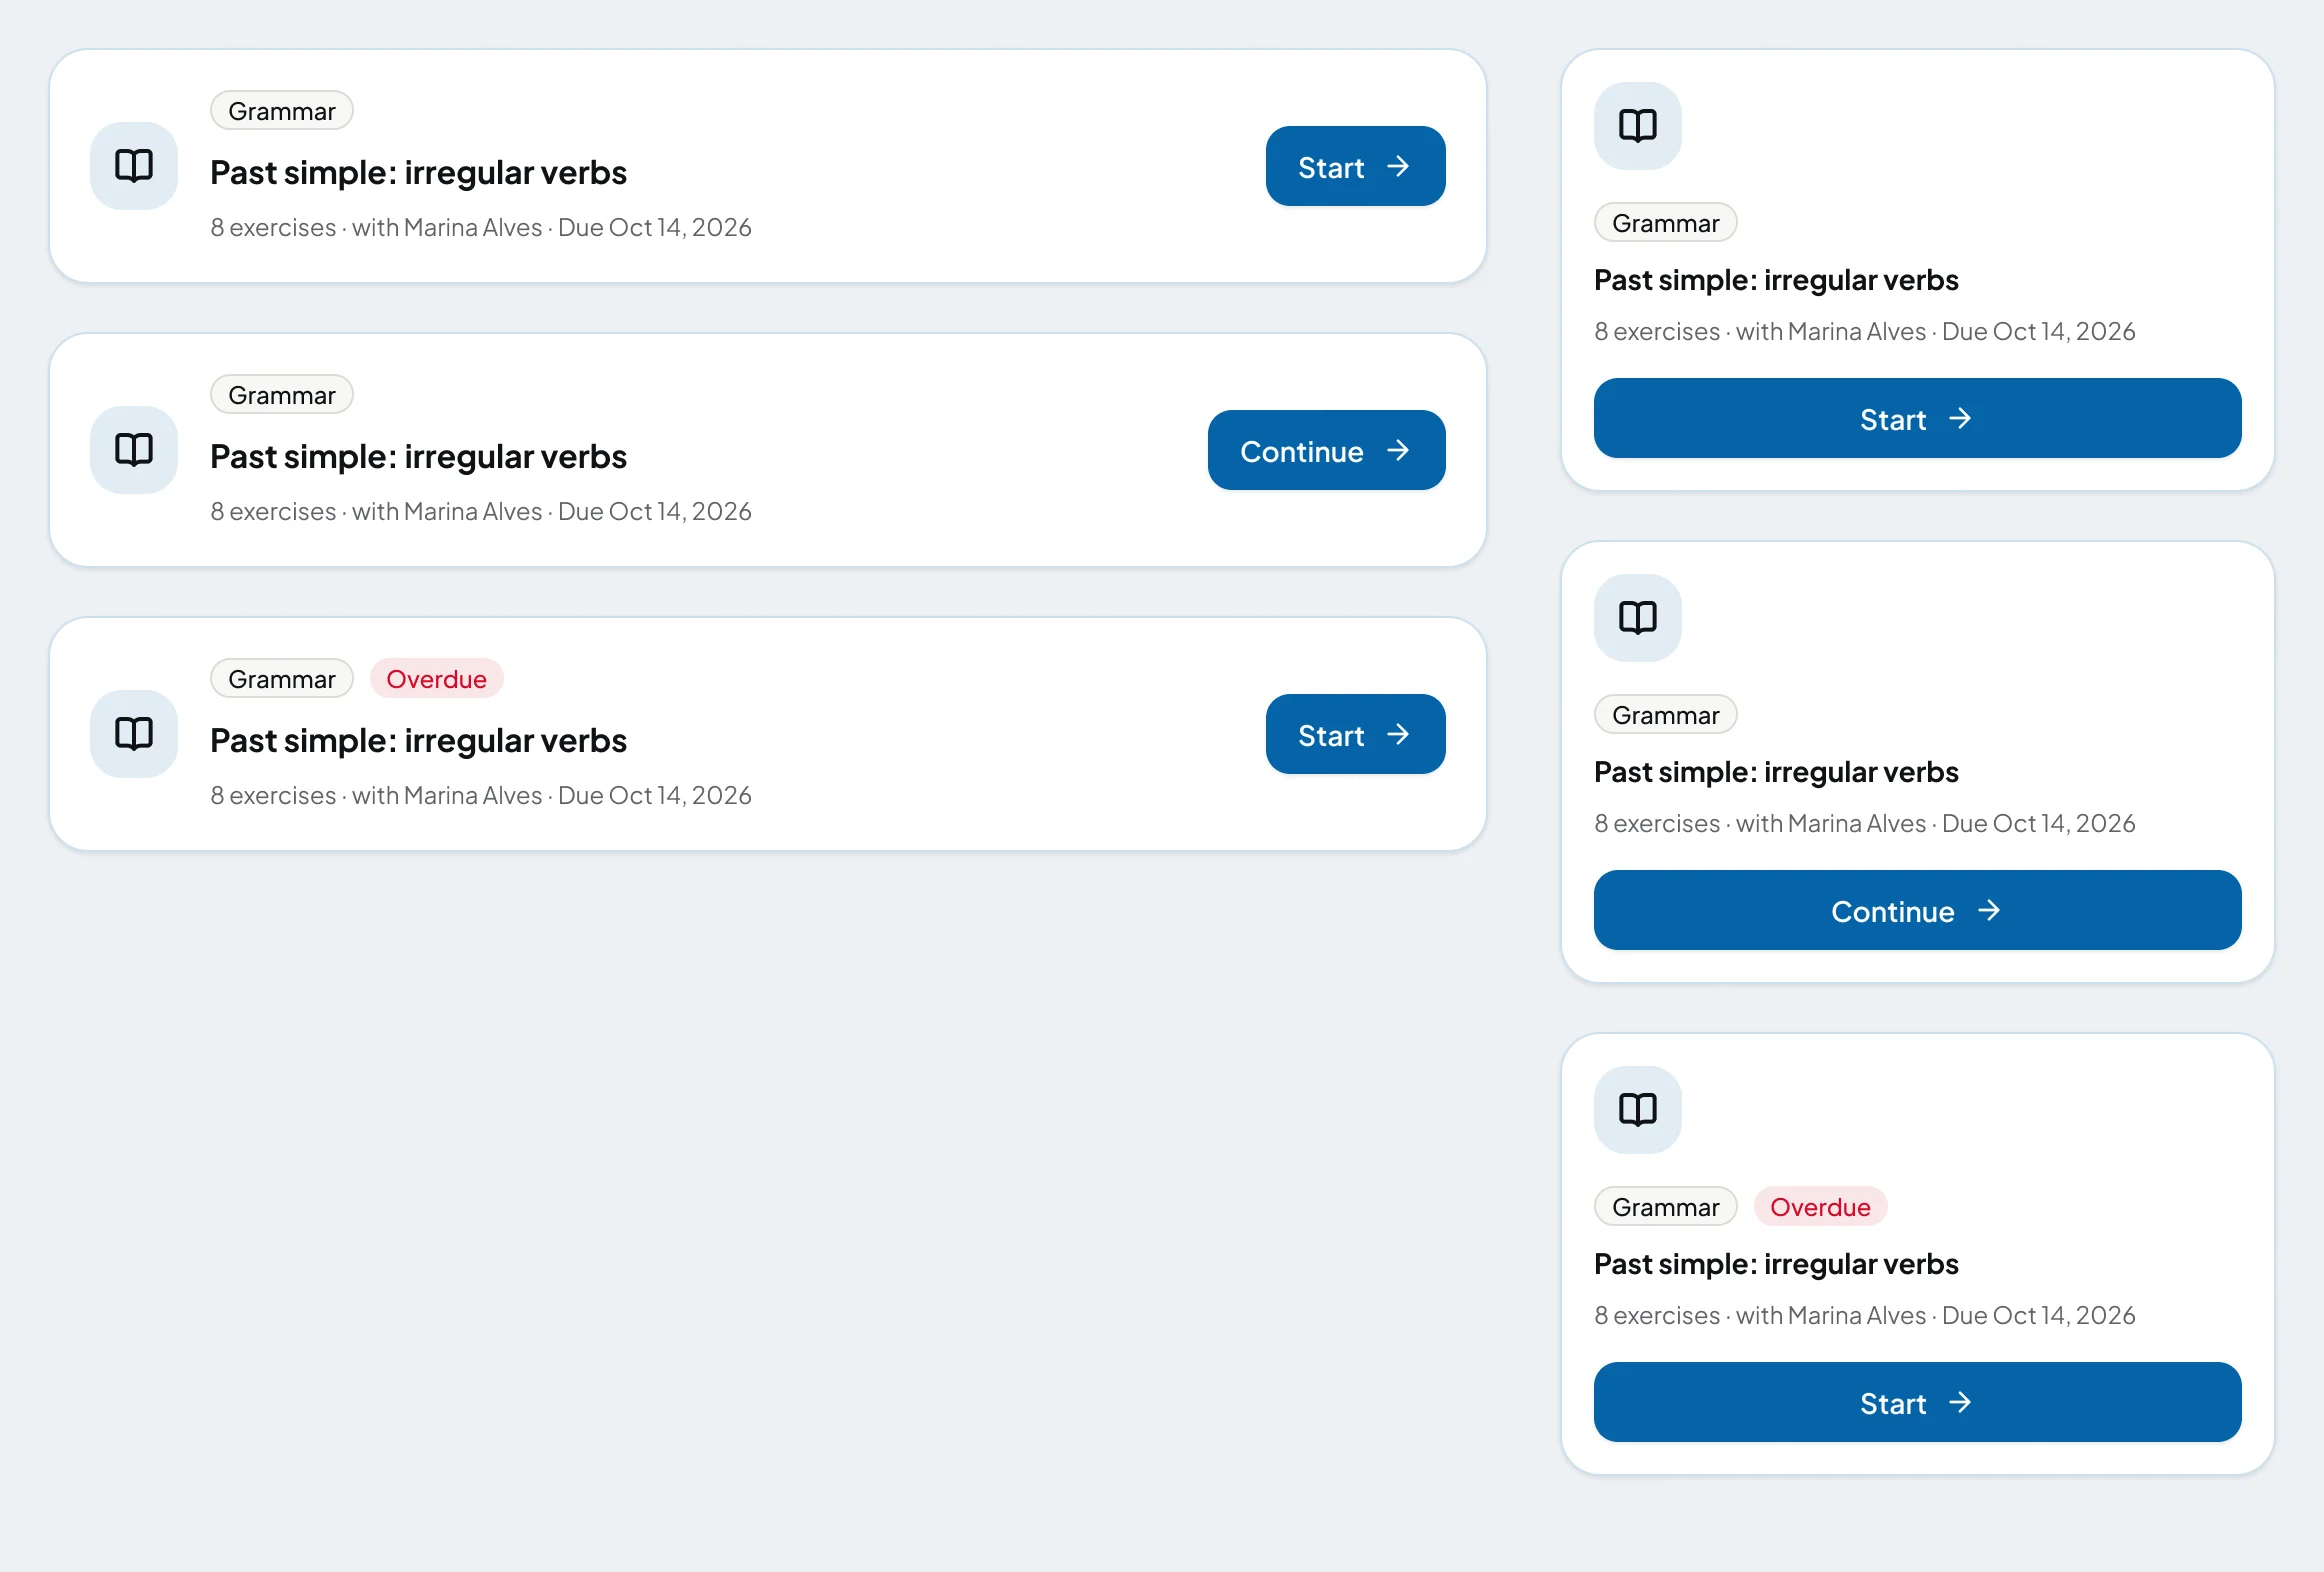 Grammar
Past simple: irregular verbs
8 exercises · with Marina Alves · Due Oct 14, 2026
Start
Grammar
Past simple: irregular verbs
8 exercises · with Marina Alves · Due Oct 14, 2026
Continue
Grammar Overdue
Past simple: irregular verbs
8 exercises · with Marina Alves · Due Oct 14, 2026
Start
Grammar
Past simple: irregular verbs
8 exercises · with Marina Alves · Due Oct 14, 2026
Start
Grammar
Past simple: irregular verbs
8 exercises · with Marina Alves · Due Oct 14, 2026
Continue
Grammar Overdue
Past simple: irregular verbs
8 exercises · with Marina Alves · Due Oct 14, 2026
Start